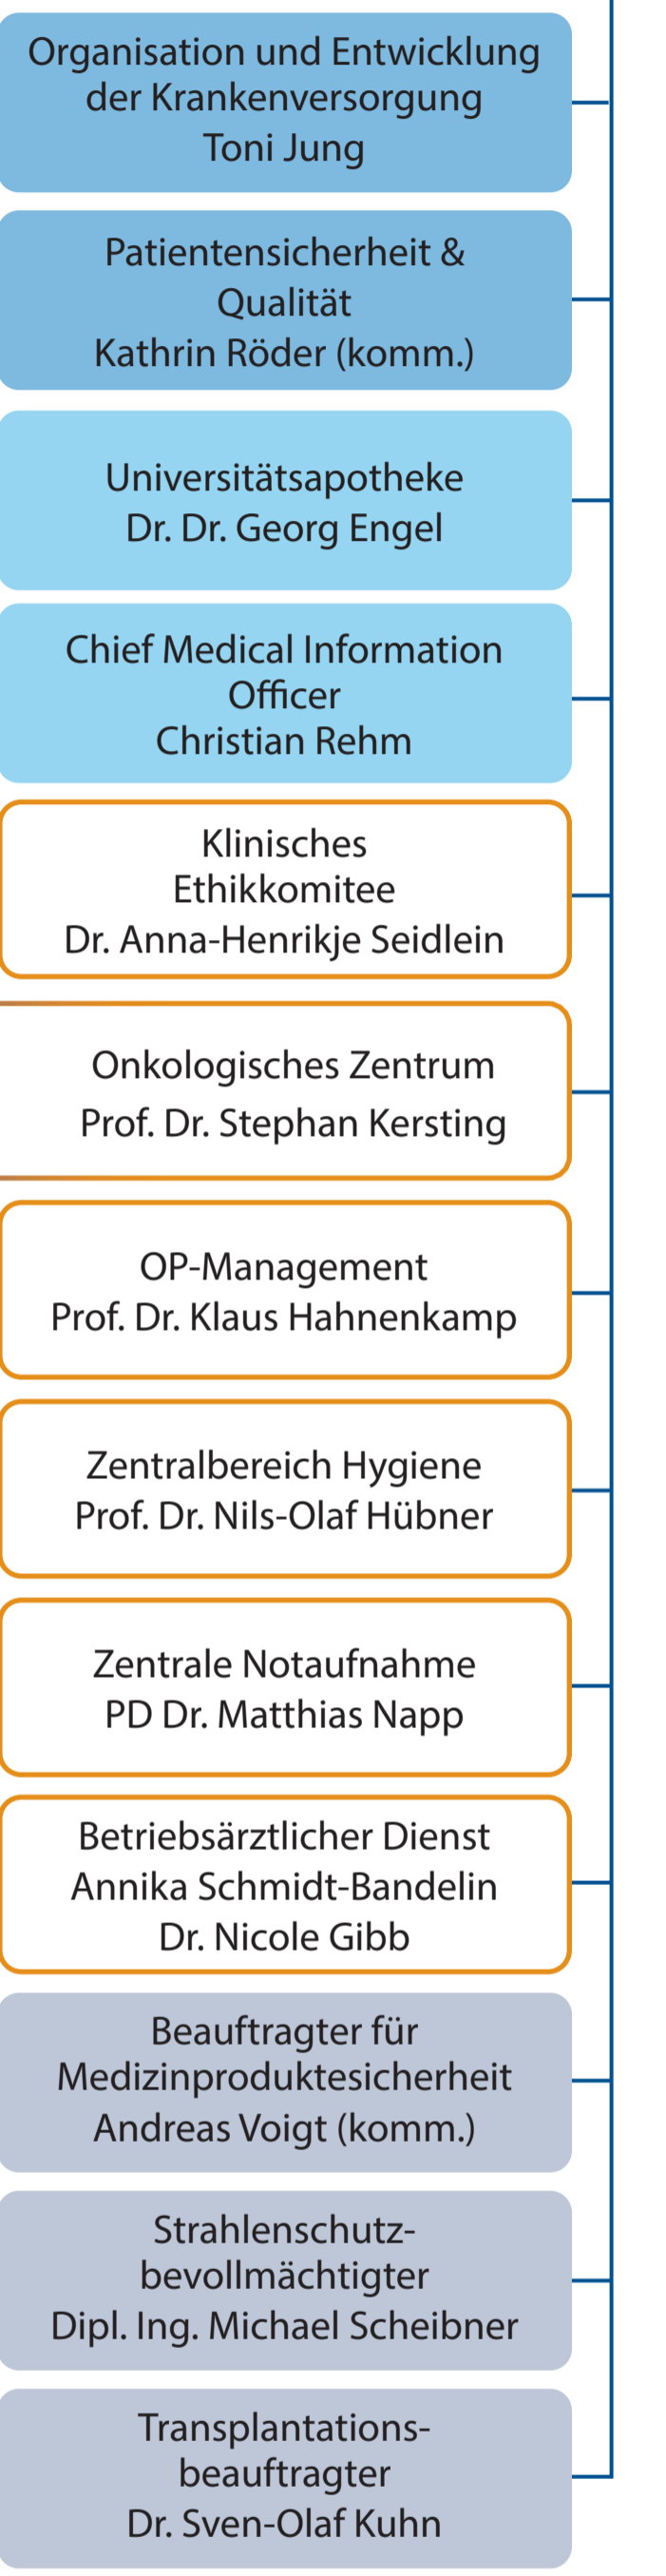 Organisation und Entwicklung
der Krankenversorgung
Toni Jung
Patientensicherheit &
Qualität
Kathrin Röder (komm.)
Universitätsapotheke
Dr. Dr. Georg Engel
Chief Medical Information
Officer
Christian Rehm
Klinisches
Ethikkomitee
Dr. Anna-Henrikje Seidlein
Onkologisches Zentrum
Prof. Dr. Stephan Kersting
OP-Management
Prof. Dr. Klaus Hahnenkamp
Zentralbereich Hygiene
Prof. Dr. Nils-Olaf Hübner
Zentrale Notaufnahme
PD Dr. Matthias Napp
Betriebsärztlicher Dienst
Annika Schmidt-Bandelin
Dr. Nicole Gibb
Beauftragter für
Medizinproduktesicherheit
Andreas Voigt (komm.)
Strahlenschutz-
bevollmächtigter
Dipl. Ing. Michael Scheibner
Transplantations-
beauftragter
Dr. Sven-Olaf Kuhn